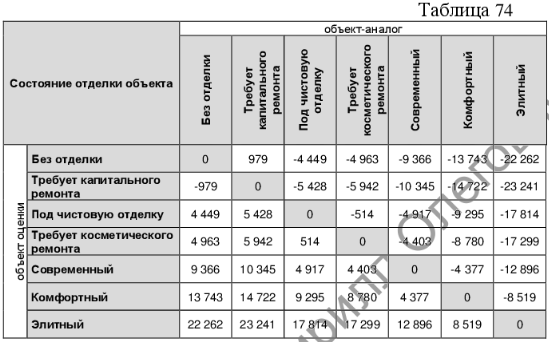 Таблица 74
объект-аналог
Состояние отделки объекта
Без отделки
Требует капитального ремонта
Под чистовую отделку
Требует косметического ремонта
Современный
Комфортный
Элитный
объект оценки
Без отделки 0 979 -4 449 -4 963 -9 366 -13 743 -22 262
Требует капитального ремонта -979 0 -5 428 -5 942 -10 345 -14 722 -23 241
Под чистовую отделку 4 449 5 428 0 -514 -4 917 -9 295 -17 814
Требует косметического ремонта 4 963 5 942 514 0 -4 403 -8 780 -17 299
Современный 9 366 10 345 4 917 4 403 0 -4 377 -12 896
Комфортный 13 743 14 722 9 295 8 780 4 377 0 -8 519
Элитный 22 262 23 241 17 814 17 299 12 896 8 519 0